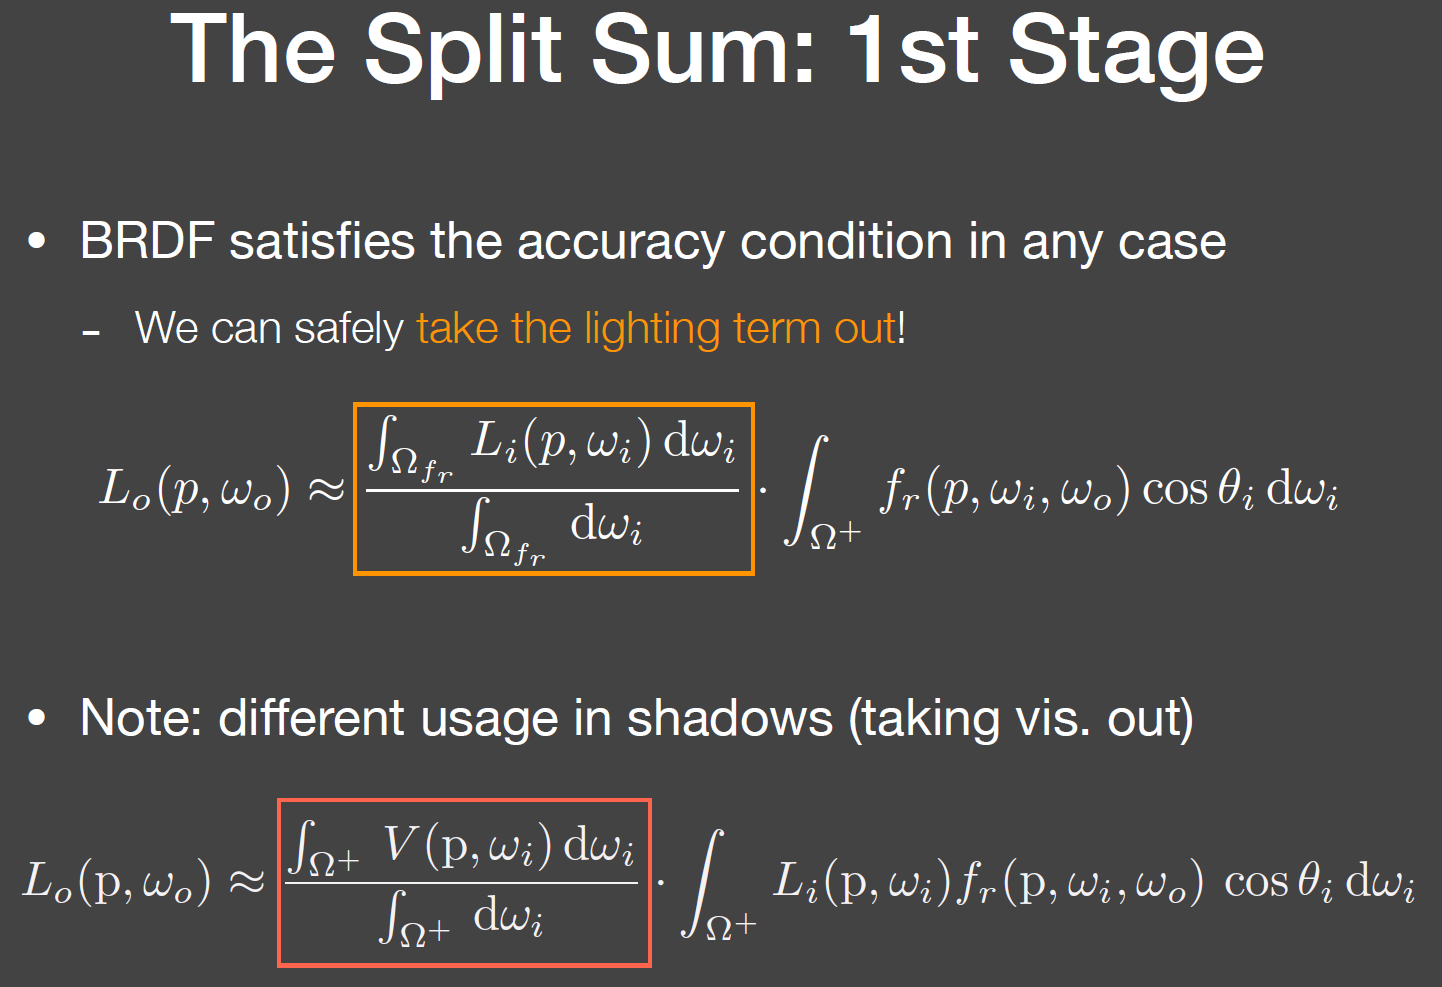 The Split Sum: 1st Stage
• BRDF satisfies the accuracy condition in any case
- We can safely take the lighting term out!
$L_o(p, \omega_o) \approx \frac{\int_{\Omega_{f_r}} L_i(p, \omega_i) \, \mathrm{d}\omega_i}{\int_{\Omega_{f_r}} \mathrm{d}\omega_i} \cdot \int_{\Omega^+} f_r(p, \omega_i, \omega_o) \cos\theta_i \, \mathrm{d}\omega_i$
• Note: different usage in shadows (taking vis. out)
$L_o(\mathrm{p}, \omega_o) \approx \frac{\int_{\Omega^+} V(\mathrm{p}, \omega_i) \, \mathrm{d}\omega_i}{\int_{\Omega^+} \mathrm{d}\omega_i} \cdot \int_{\Omega^+} L_i(\mathrm{p}, \omega_i) f_r(\mathrm{p}, \omega_i, \omega_o) \cos\theta_i \, \mathrm{d}\omega_i$